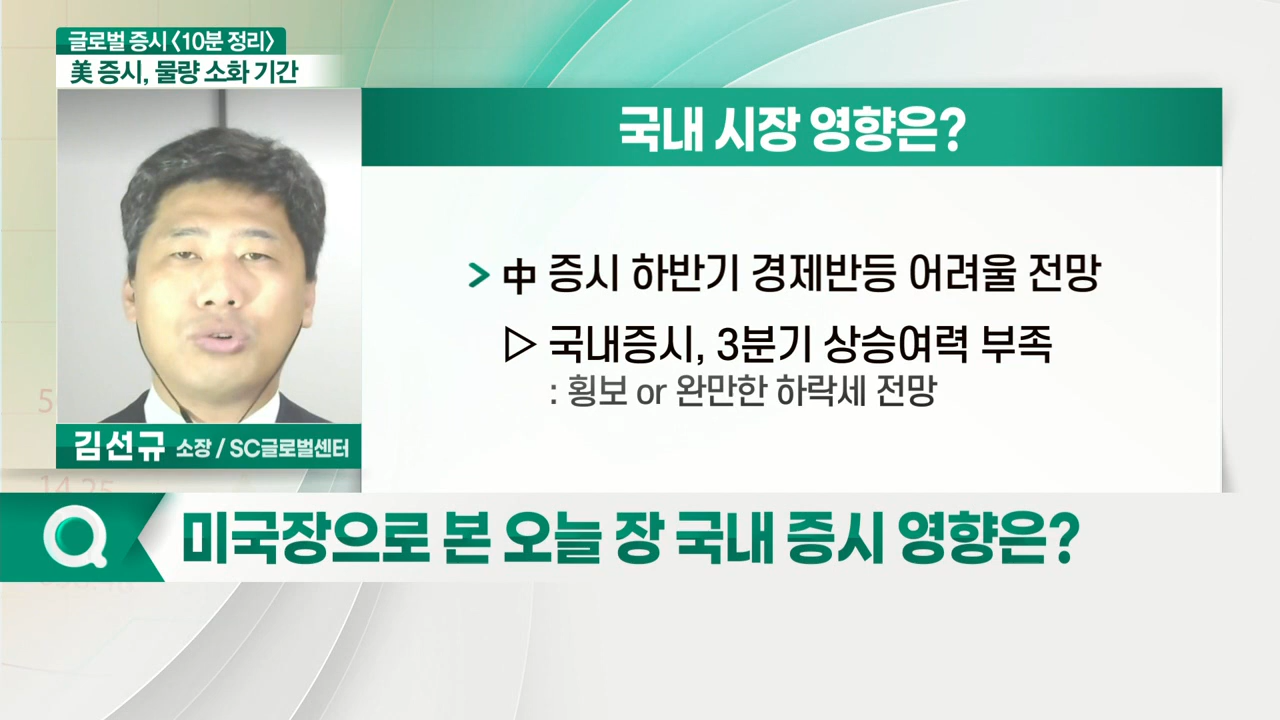 글로벌 증시 <10분 정리>
美 증시, 물량 소화 기간
국내 시장 영향은?
> 中 증시 하반기 경제반등 어려울 전망
▷ 국내증시, 3분기 상승여력 부족
: 횡보 or 완만한 하락세 전망
김선규 소장 / SC글로벌센터
14.25
Q 미국장으로 본 오늘 장 국내 증시 영향은?